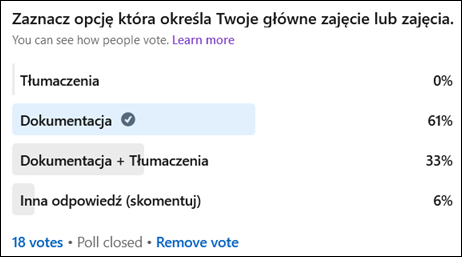 Zaznacz opcję która określa Twoje główne zajęcie lub zajęcia.
You can see how people vote. Learn more
Tłumaczenia 0%
Dokumentacja 61%
Dokumentacja + Tłumaczenia 33%
Inna odpowiedź (skomentuj) 6%
18 votes • Poll closed • Remove vote